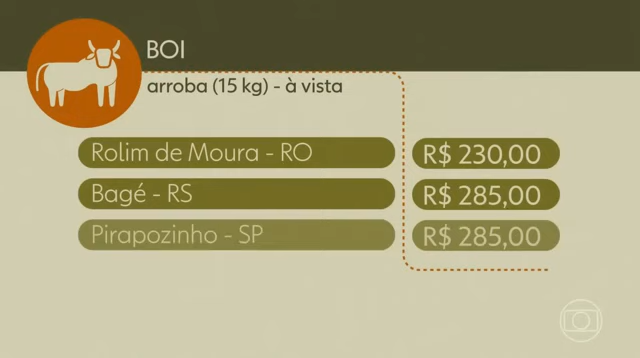 BOI
arroba (15 kg) - à vista
Rolim de Moura - RO R$ 230,00
Bagé - RS R$ 285,00
Pirapozinho - SP R$ 285,00